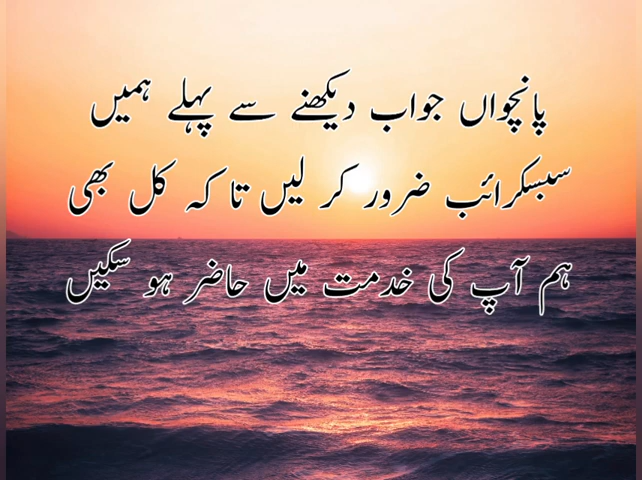 پانچواں جواب دیکھنے سے پہلے ہمیں
سبسکرائب ضرور کر لیں تا کہ کل بھی
ہم آپ کی خدمت میں حاضر ہو سکیں